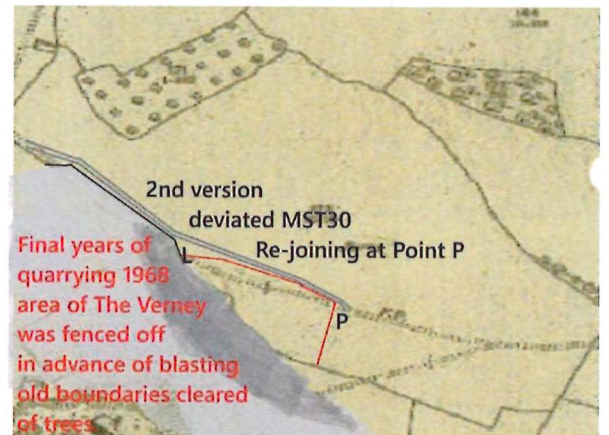 2nd version
deviated MST30
Re-joining at Point P
L
P
Final years of
quarrying 1968
area of The Verney
was fenced off
in advance of blasting
old boundaries cleared
of trees